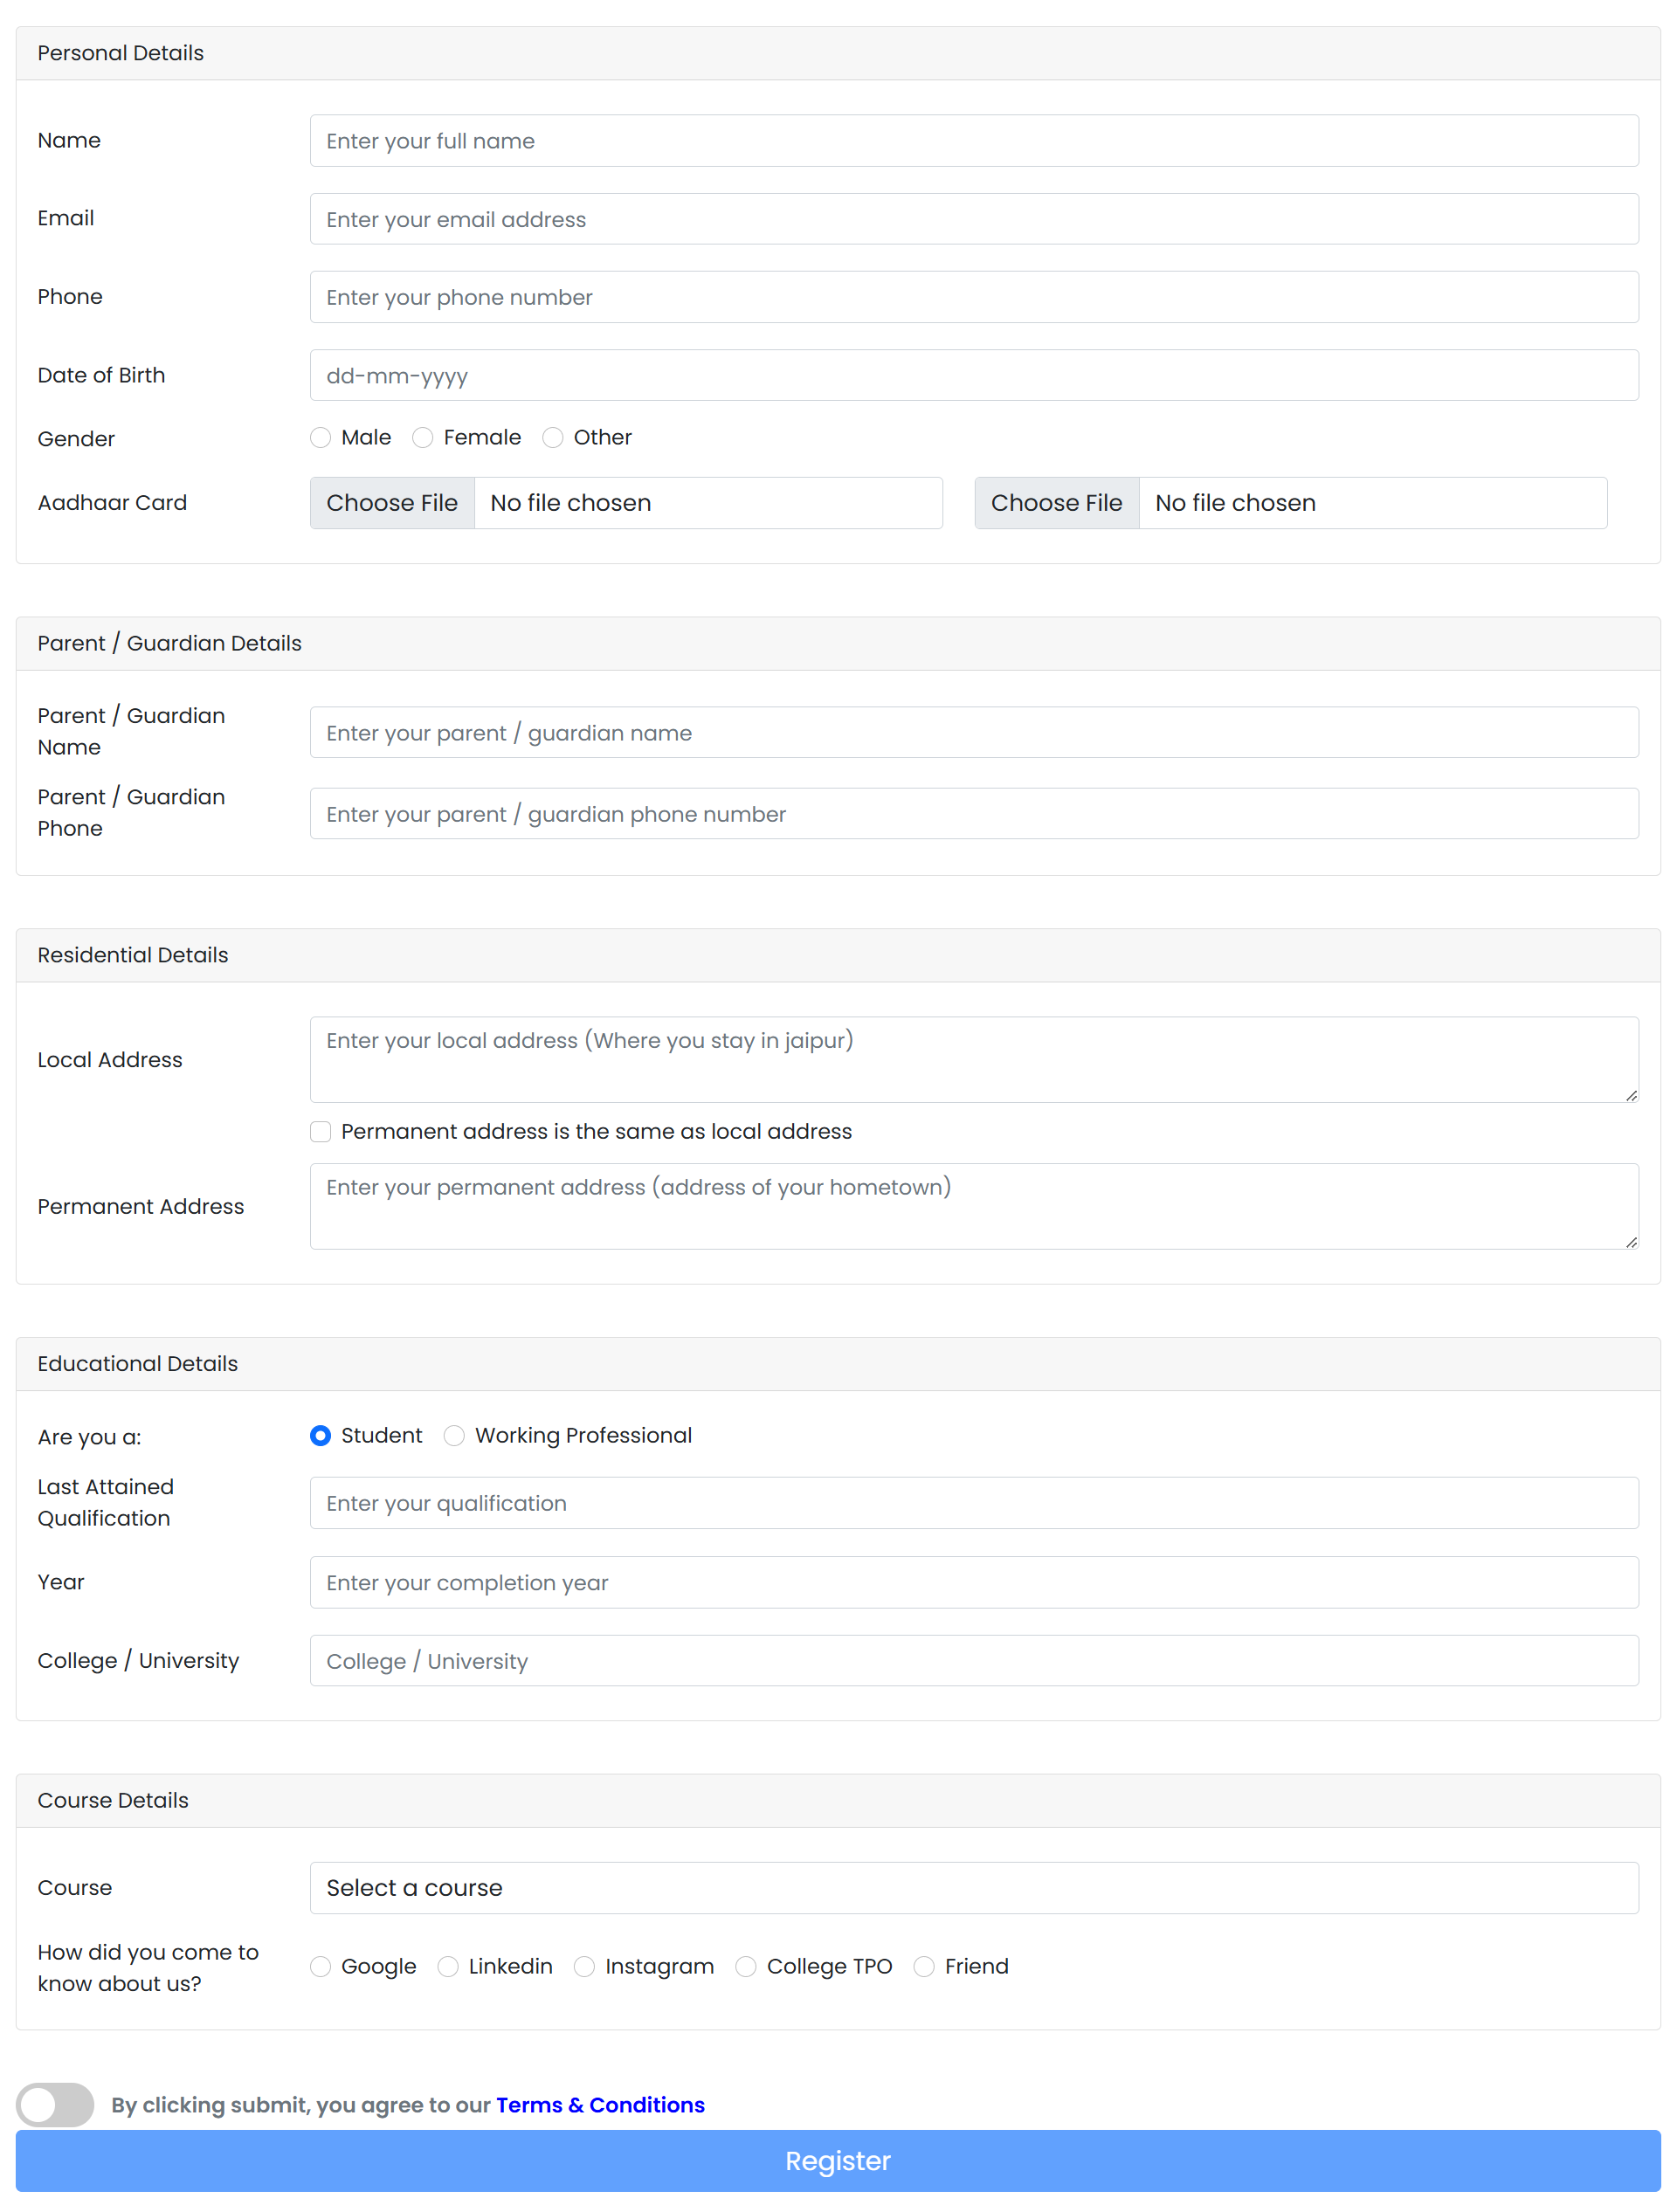 Personal Details
Name
Enter your full name
Email
Enter your email address
Phone
Enter your phone number
Date of Birth
dd-mm-yyyy
Gender
Male Female Other
Aadhaar Card
Choose File No file chosen Choose File No file chosen
Parent / Guardian Details
Parent / Guardian
Name
Enter your parent / guardian name
Parent / Guardian
Phone
Enter your parent / guardian phone number
Residential Details
Local Address
Enter your local address (Where you stay in jaipur)
Permanent address is the same as local address
Permanent Address
Enter your permanent address (address of your hometown)
Educational Details
Are you a:
Student Working Professional
Last Attained
Qualification
Enter your qualification
Year
Enter your completion year
College / University
College / University
Course Details
Course
Select a course
How did you come to
know about us?
Google Linkedin Instagram College TPO Friend
By clicking submit, you agree to our Terms & Conditions
Register